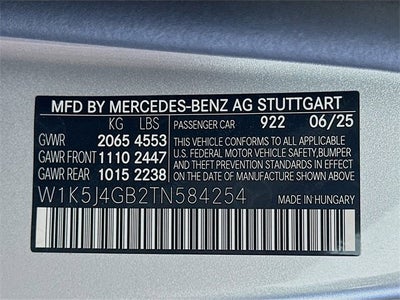 MFD BY MERCEDES-BENZ AG STUTTGART
KG LBS
GVWR 2065 4553
GAWR FRONT 1110 2447
GAWR REAR 1015 2238
PASSENGER CAR 922 06/25
THIS VEHICLE CONFORMS TO ALL APPLICABLE
U.S. FEDERAL MOTOR VEHICLE SAFETY,BUMPER,
AND THEFT PREVENTION STANDARDS IN EFFECT
ON THE DATE OF MANUFACTURE SHOWN ABOVE.
W1K5J4GB2TN584254
MADE IN HUNGARY